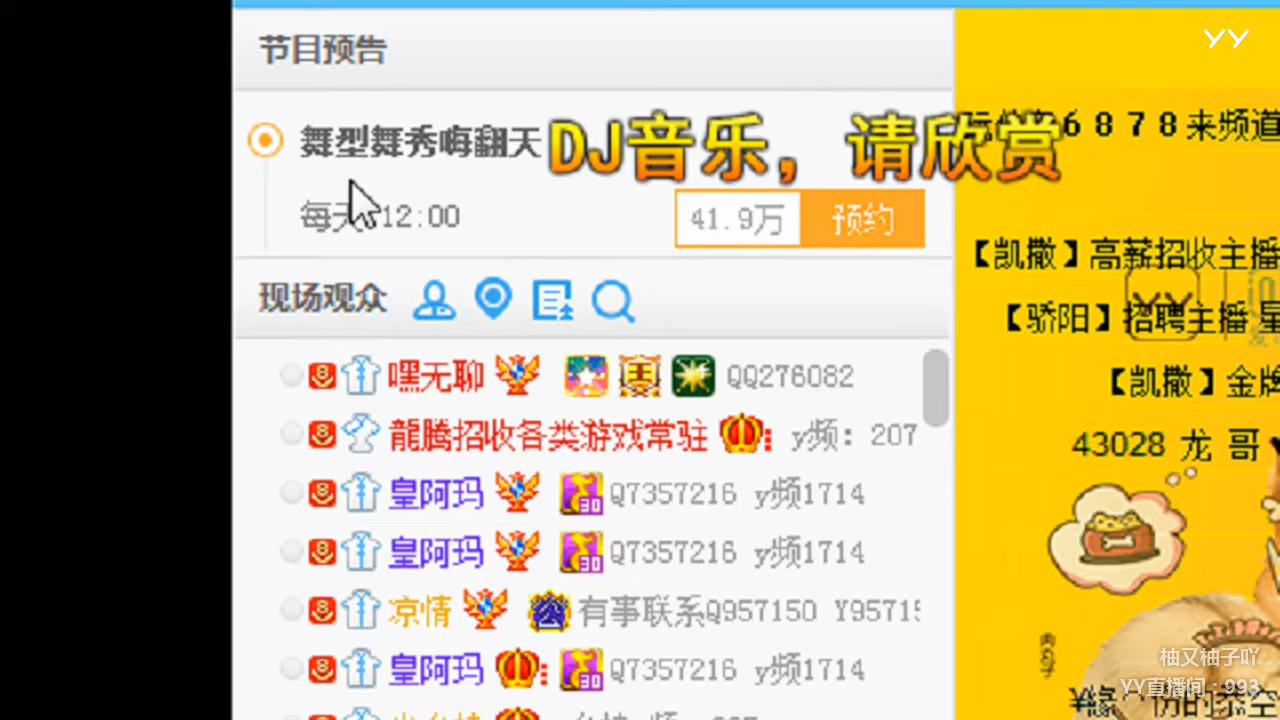 YY
节目预告
舞型舞秀嗨翻天
DJ音乐，请欣赏
6878来频道
每天 12:00
41.9万 预约
【凯撒】高薪招收主播
现场观众
【骄阳】招聘主播 星
嘿无聊 QQ276082
【凯撒】金牌
龍腾招收各类游戏常驻 : y频: 207
43028 龙 哥
皇阿玛 30 Q7357216 y频1714
皇阿玛 30 Q7357216 y频1714
凉情 有事联系Q957150 Y95715
皇阿玛 : 30 Q7357216 y频1714
柚又柚子吖
YY直播间:993